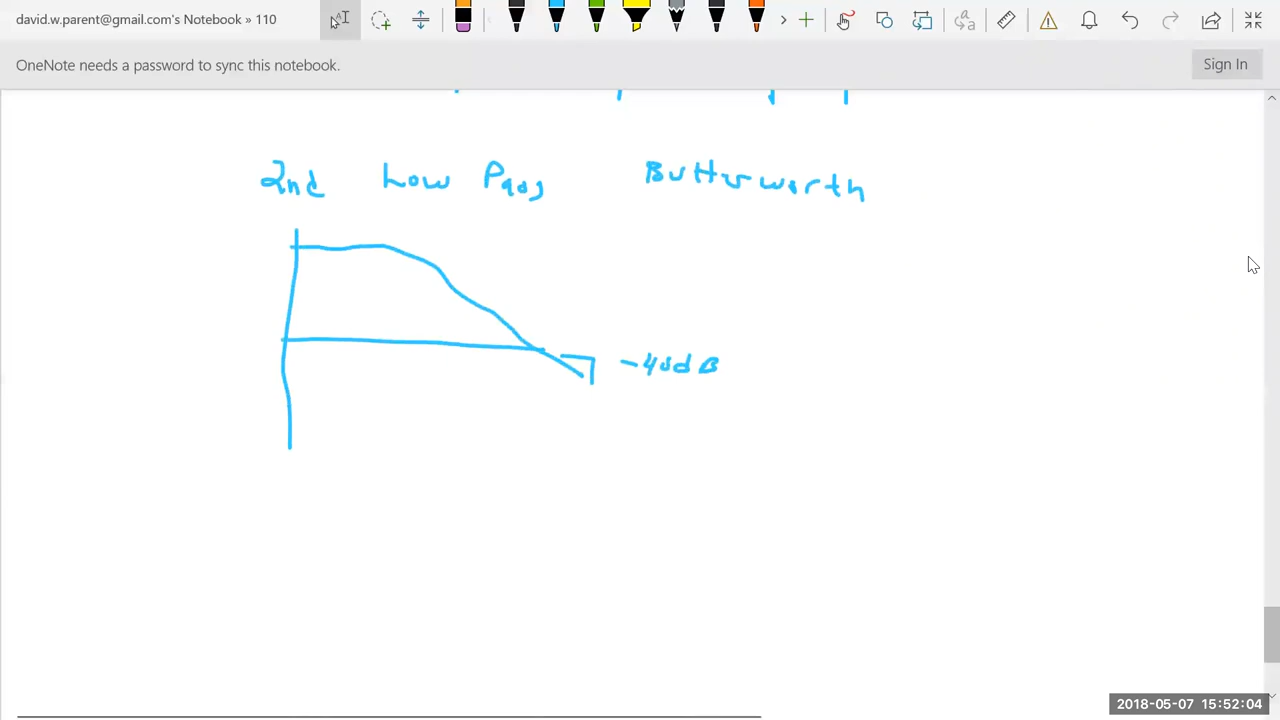 david.w.parent@gmail.com's Notebook » 110
OneNote needs a password to sync this notebook.
Sign In
2nd Low Pass Butterworth
-40dB
2018-05-07 15:52:04